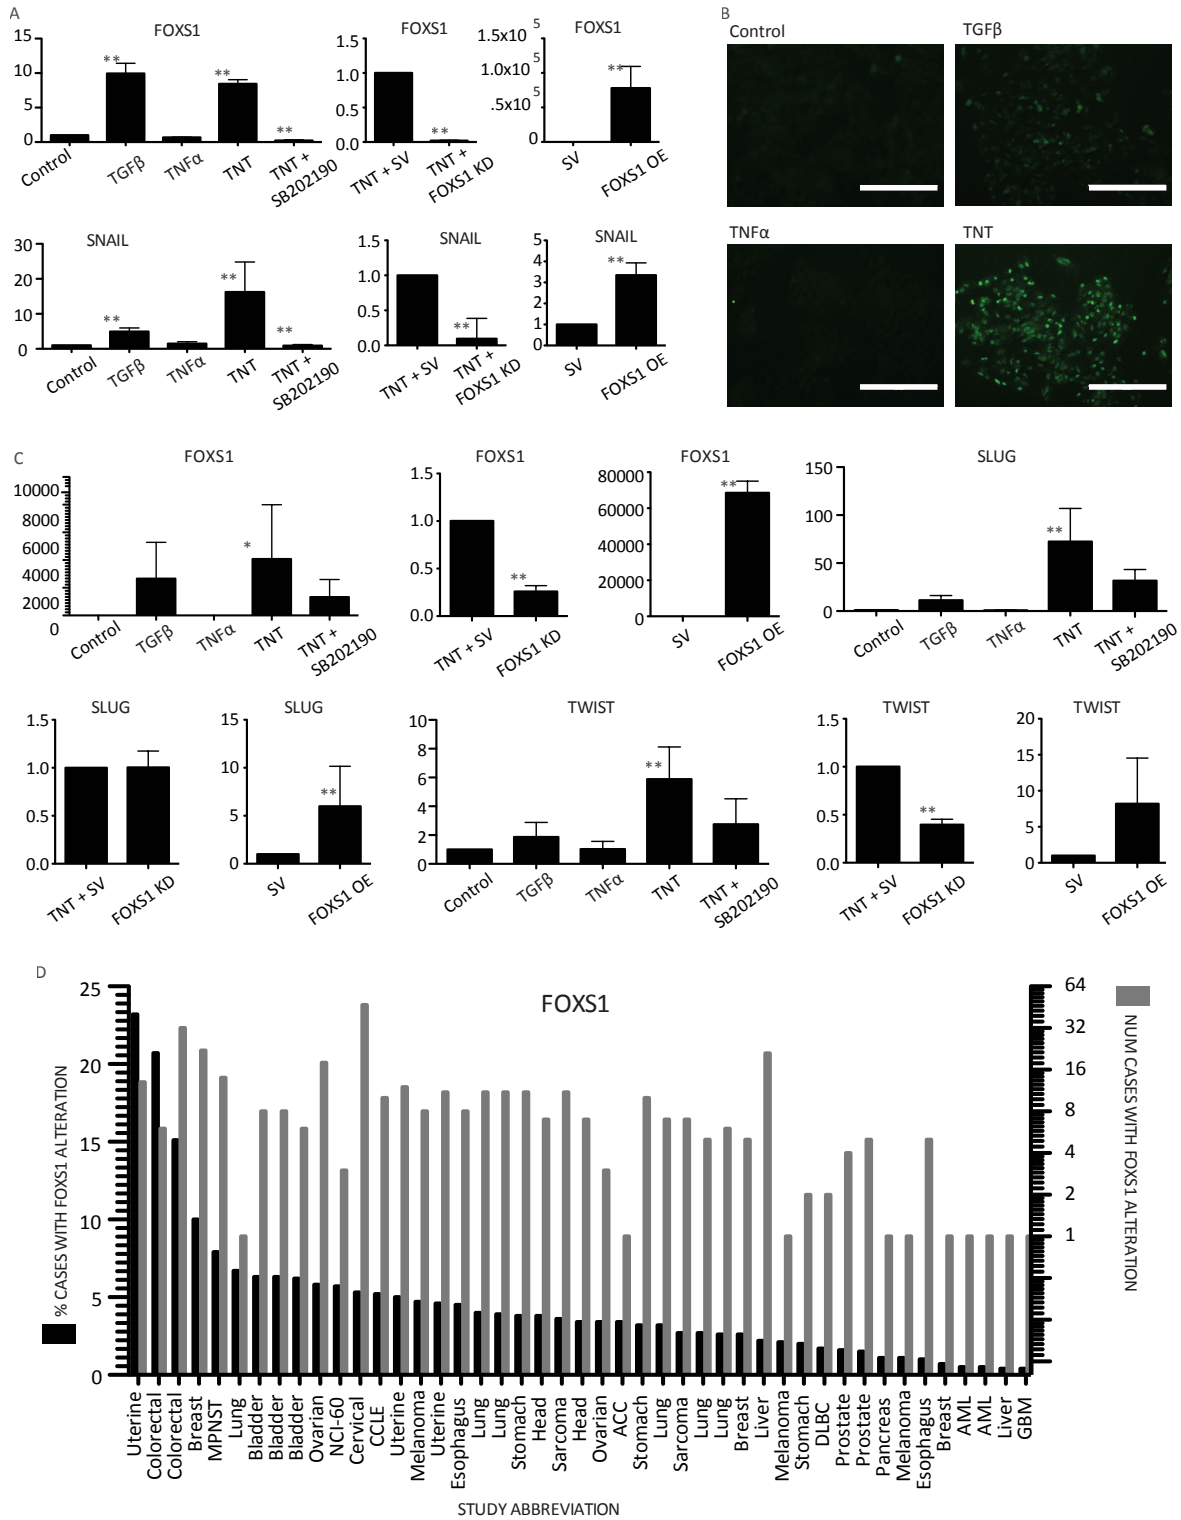 A
FOXS1
15
10
5
0
Control
TGFβ
TNFα
TNT
TNT +
SB202190
**
**
**
FOXS1
1.5
1.0
0.5
0.0
TNT + SV
TNT +
FOXS1 KD
**
FOXS1
1.5x10 5
1.0x10 5
.5x10 5
0
SV
FOXS1 OE
**
SNAIL
30
20
10
0
Control
TGFβ
TNFα
TNT
TNT +
SB202190
**
**
**
SNAIL
1.5
1.0
0.5
0.0
TNT + SV
TNT +
FOXS1 KD
**
SNAIL
5
4
3
2
1
0
SV
FOXS1 OE
**
B
Control
TGFβ
TNFα
TNT
C
FOXS1
10000
8000
6000
4000
2000
0
Control
TGFβ
TNFα
TNT
TNT +
SB202190
*
FOXS1
1.5
1.0
0.5
0.0
TNT + SV
FOXS1 KD
**
FOXS1
80000
60000
40000
20000
0
SV
FOXS1 OE
**
SLUG
150
100
50
0
Control
TGFβ
TNFα
TNT
TNT +
SB202190
**
SLUG
1.5
1.0
0.5
0.0
TNT + SV
FOXS1 KD
SLUG
15
10
5
0
SV
FOXS1 OE
**
TWIST
10
8
6
4
2
0
Control
TGFβ
TNFα
TNT
TNT +
SB202190
**
TWIST
1.5
1.0
0.5
0.0
TNT + SV
FOXS1 KD
**
TWIST
20
15
10
5
0
SV
FOXS1 OE
D
FOXS1
% CASES WITH FOXS1 ALTERATION
25
20
15
10
5
0
64
32
16
8
4
2
1
NUM CASES WITH FOXS1 ALTERATION
Uterine
Colorectal
Colorectal
Breast
MPNST
Lung
Bladder
Bladder
Bladder
Ovarian
NCI-60
Cervical
CCLE
Uterine
Melanoma
Uterine
Esophagus
Lung
Lung
Stomach
Head
Sarcoma
Head
Ovarian
ACC
Stomach
Lung
Sarcoma
Lung
Lung
Breast
Liver
Melanoma
Stomach
DLBC
Prostate
Prostate
Pancreas
Melanoma
Esophagus
Breast
AML
AML
Liver
GBM
STUDY ABBREVIATION